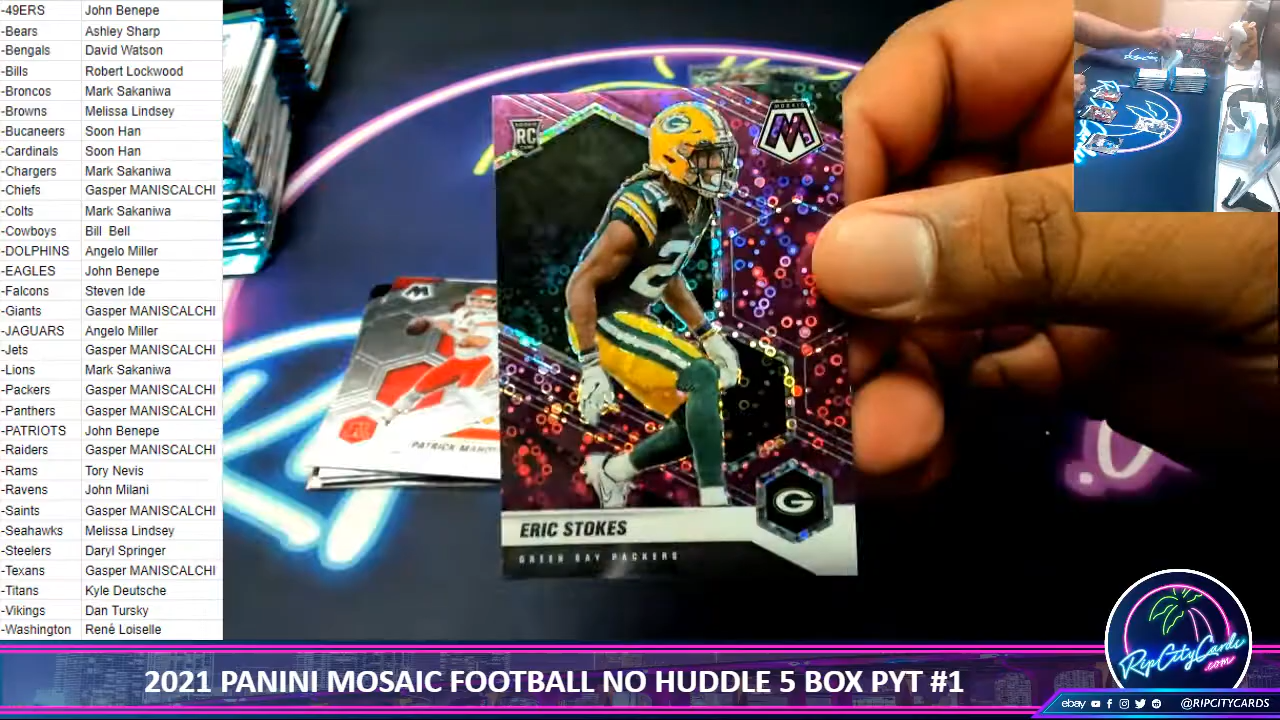 -49ERS John Benepe
-Bears Ashley Sharp
-Bengals David Watson
-Bills Robert Lockwood
-Broncos Mark Sakaniwa
-Browns Melissa Lindsey
-Bucaneers Soon Han
-Cardinals Soon Han
-Chargers Mark Sakaniwa
-Chiefs Gasper MANISCALCHI
-Colts Mark Sakaniwa
-Cowboys Bill Bell
-DOLPHINS Angelo Miller
-EAGLES John Benepe
-Falcons Steven Ide
-Giants Gasper MANISCALCHI
-JAGUARS Angelo Miller
-Jets Gasper MANISCALCHI
-Lions Mark Sakaniwa
-Packers Gasper MANISCALCHI
-Panthers Gasper MANISCALCHI
-PATRIOTS John Benepe
-Raiders Gasper MANISCALCHI
-Rams Tory Nevis
-Ravens John Milani
-Saints Gasper MANISCALCHI
-Seahawks Melissa Lindsey
-Steelers Daryl Springer
-Texans Gasper MANISCALCHI
-Titans Kyle Deutsche
-Vikings Dan Tursky
-Washington René Loiselle
RC
MOSAIC
M
G
2
PATRICK
G
ERIC STOKES
GREEN BAY PACKERS
RipCityCards
.com
2021 PANINI MOSAIC FOOTBALL NO HUDDLE 5 BOX PYT #1
ebay @RIPCITYCARDS